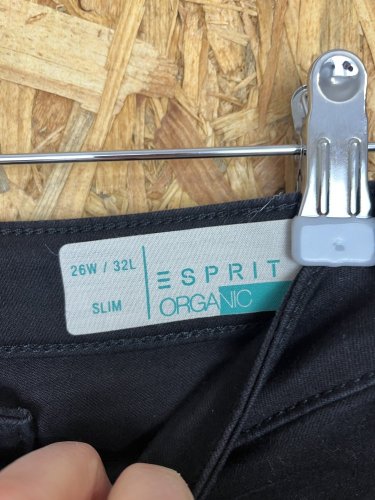 26W / 32L
SLIM
ESPRIT
ORGANIC